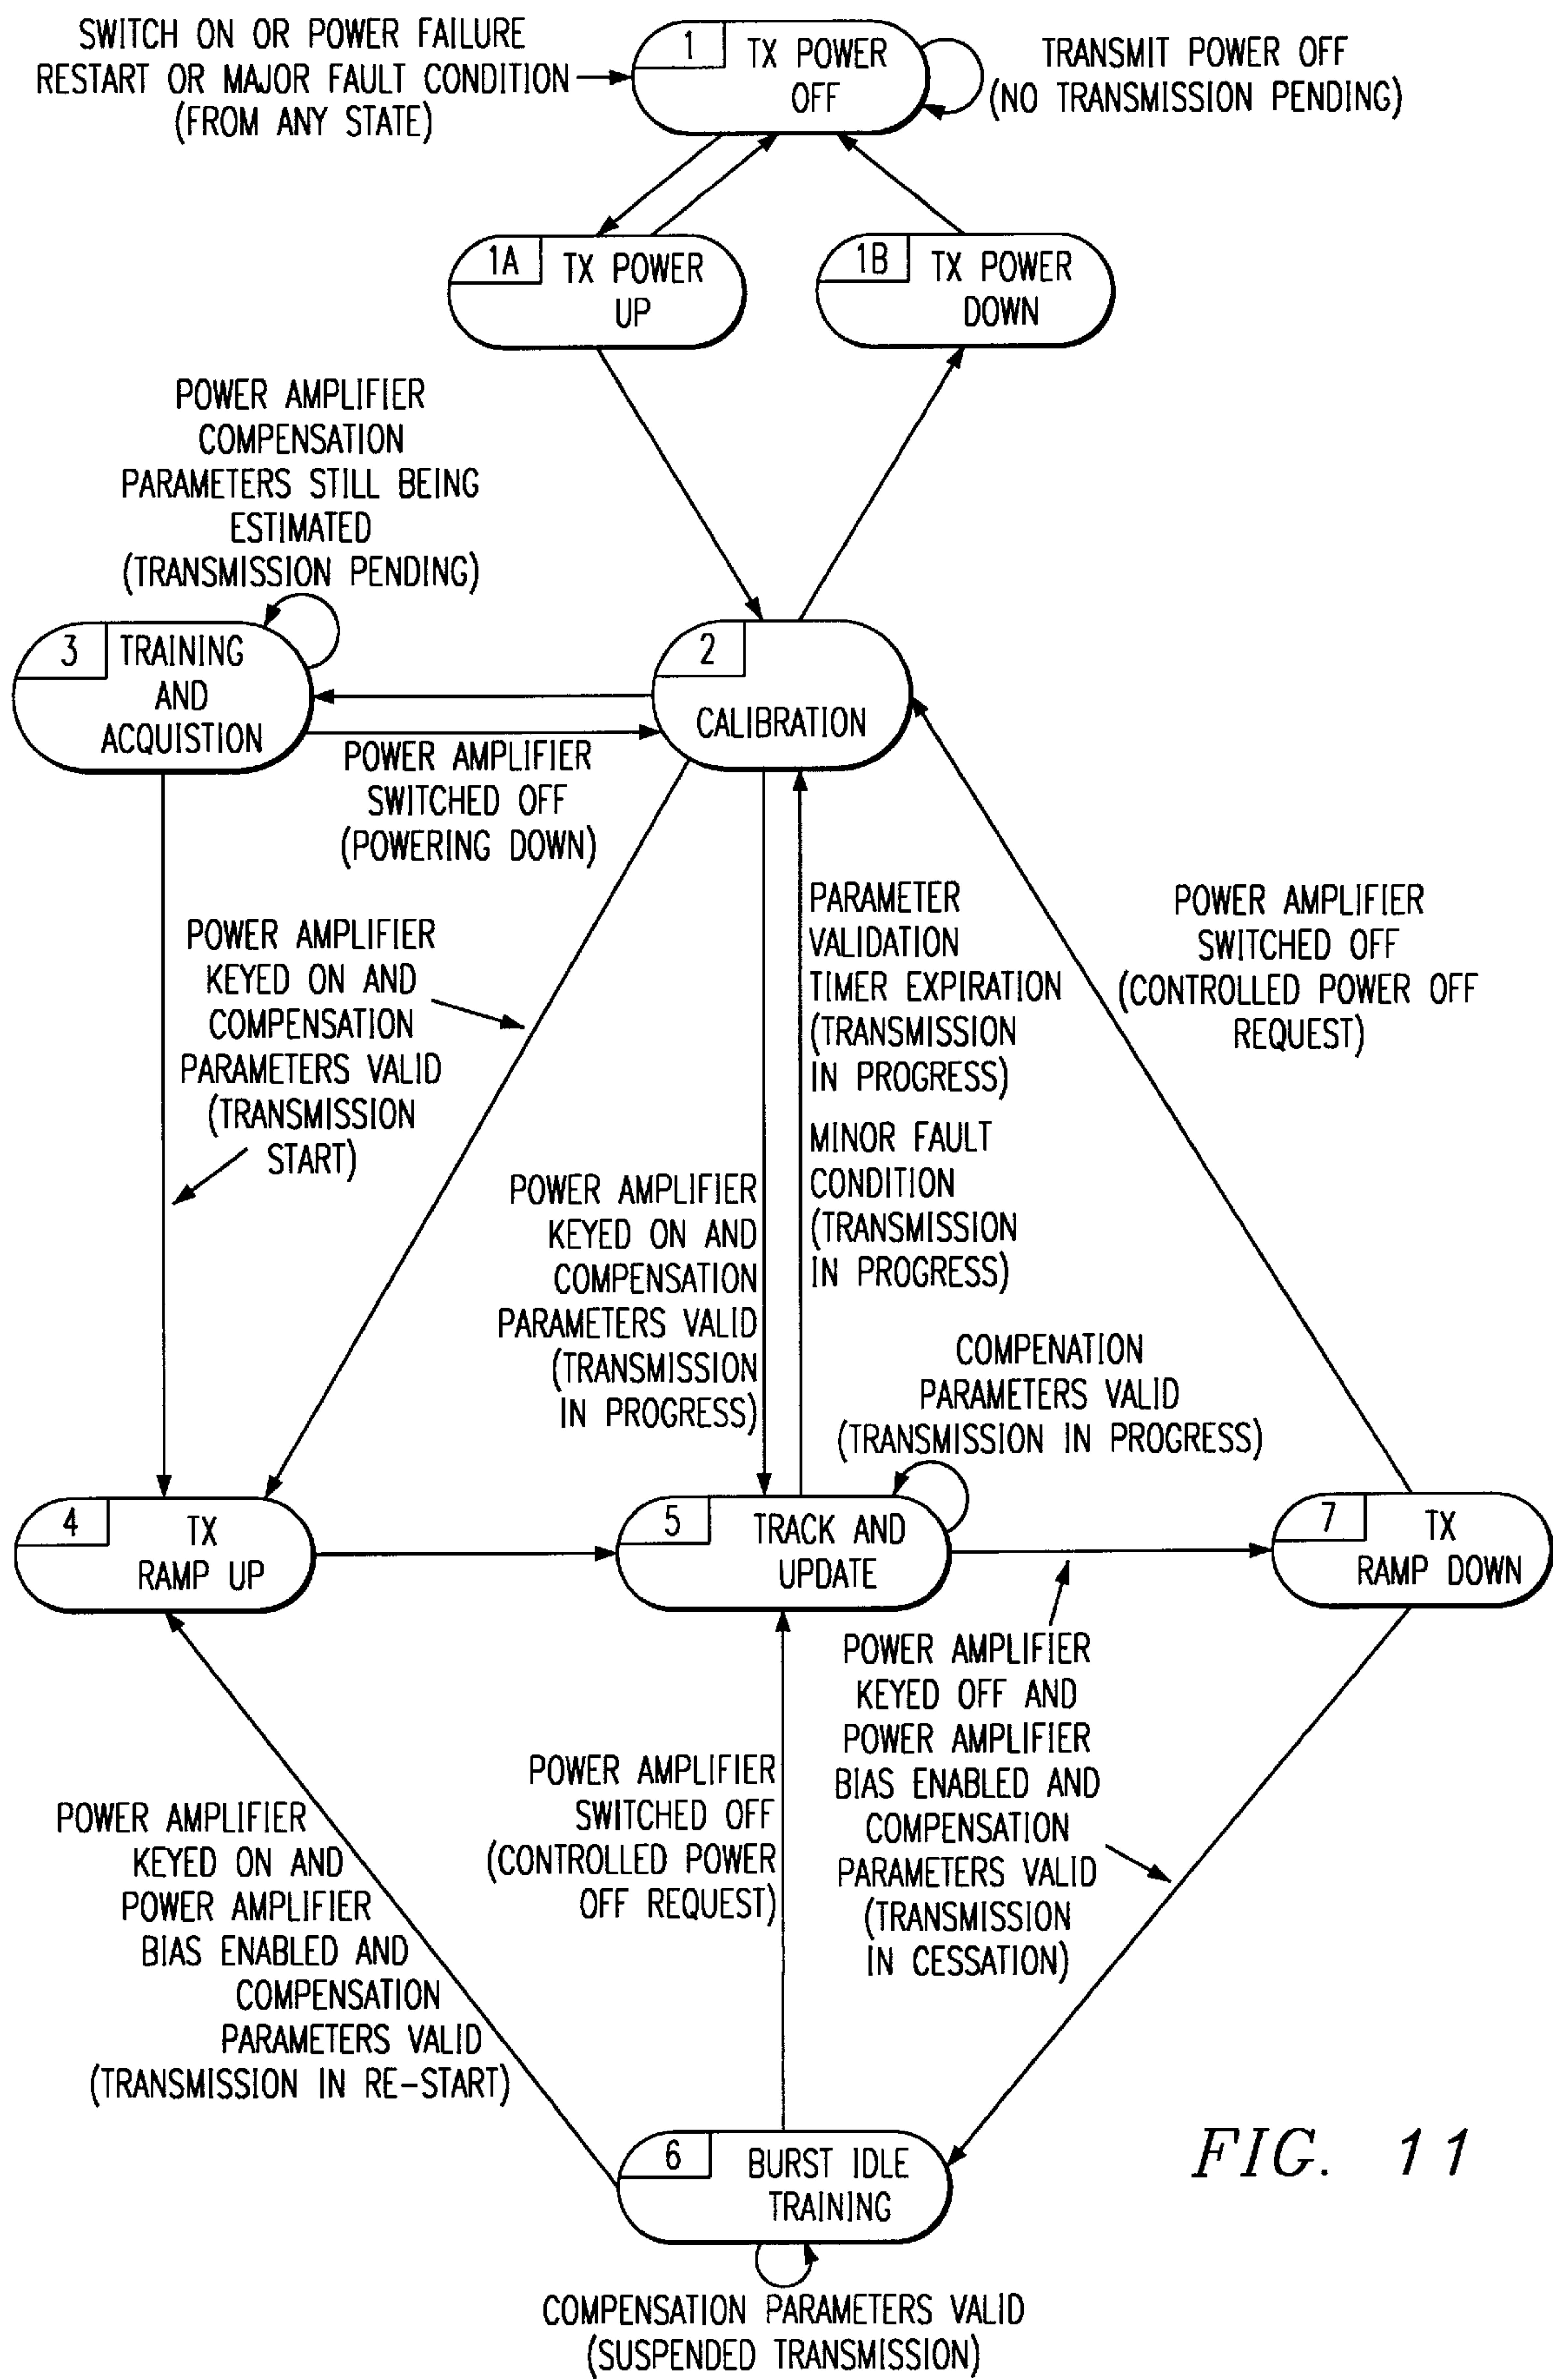 SWITCH ON OR POWER FAILURE
RESTART OR MAJOR FAULT CONDITION
(FROM ANY STATE)
1
TX POWER
OFF
TRANSMIT POWER OFF
(NO TRANSMISSION PENDING)
1A
TX POWER
UP
1B
TX POWER
DOWN
POWER AMPLIFIER
COMPENSATION
PARAMETERS STILL BEING
ESTIMATED
(TRANSMISSION PENDING)
3
TRAINING
AND
ACQUISTION
2
CALIBRATION
POWER AMPLIFIER
SWITCHED OFF
(POWERING DOWN)
POWER AMPLIFIER
KEYED ON AND
COMPENSATION
PARAMETERS VALID
(TRANSMISSION
START)
PARAMETER
VALIDATION
TIMER EXPIRATION
(TRANSMISSION
IN PROGRESS)
MINOR FAULT
CONDITION
(TRANSMISSION
IN PROGRESS)
POWER AMPLIFIER
SWITCHED OFF
(CONTROLLED POWER OFF
REQUEST)
POWER AMPLIFIER
KEYED ON AND
COMPENSATION
PARAMETERS VALID
(TRANSMISSION
IN PROGRESS)
COMPENATION
PARAMETERS VALID
(TRANSMISSION IN PROGRESS)
4
TX
RAMP UP
5
TRACK AND
UPDATE
7
TX
RAMP DOWN
POWER AMPLIFIER
KEYED ON AND
POWER AMPLIFIER
BIAS ENABLED AND
COMPENSATION
PARAMETERS VALID
(TRANSMISSION IN RE-START)
POWER AMPLIFIER
SWITCHED OFF
(CONTROLLED POWER
OFF REQUEST)
POWER AMPLIFIER
KEYED OFF AND
POWER AMPLIFIER
BIAS ENABLED AND
COMPENSATION
PARAMETERS VALID
(TRANSMISSION
IN CESSATION)
6
BURST IDLE
TRAINING
COMPENSATION PARAMETERS VALID
(SUSPENDED TRANSMISSION)
FIG. 11